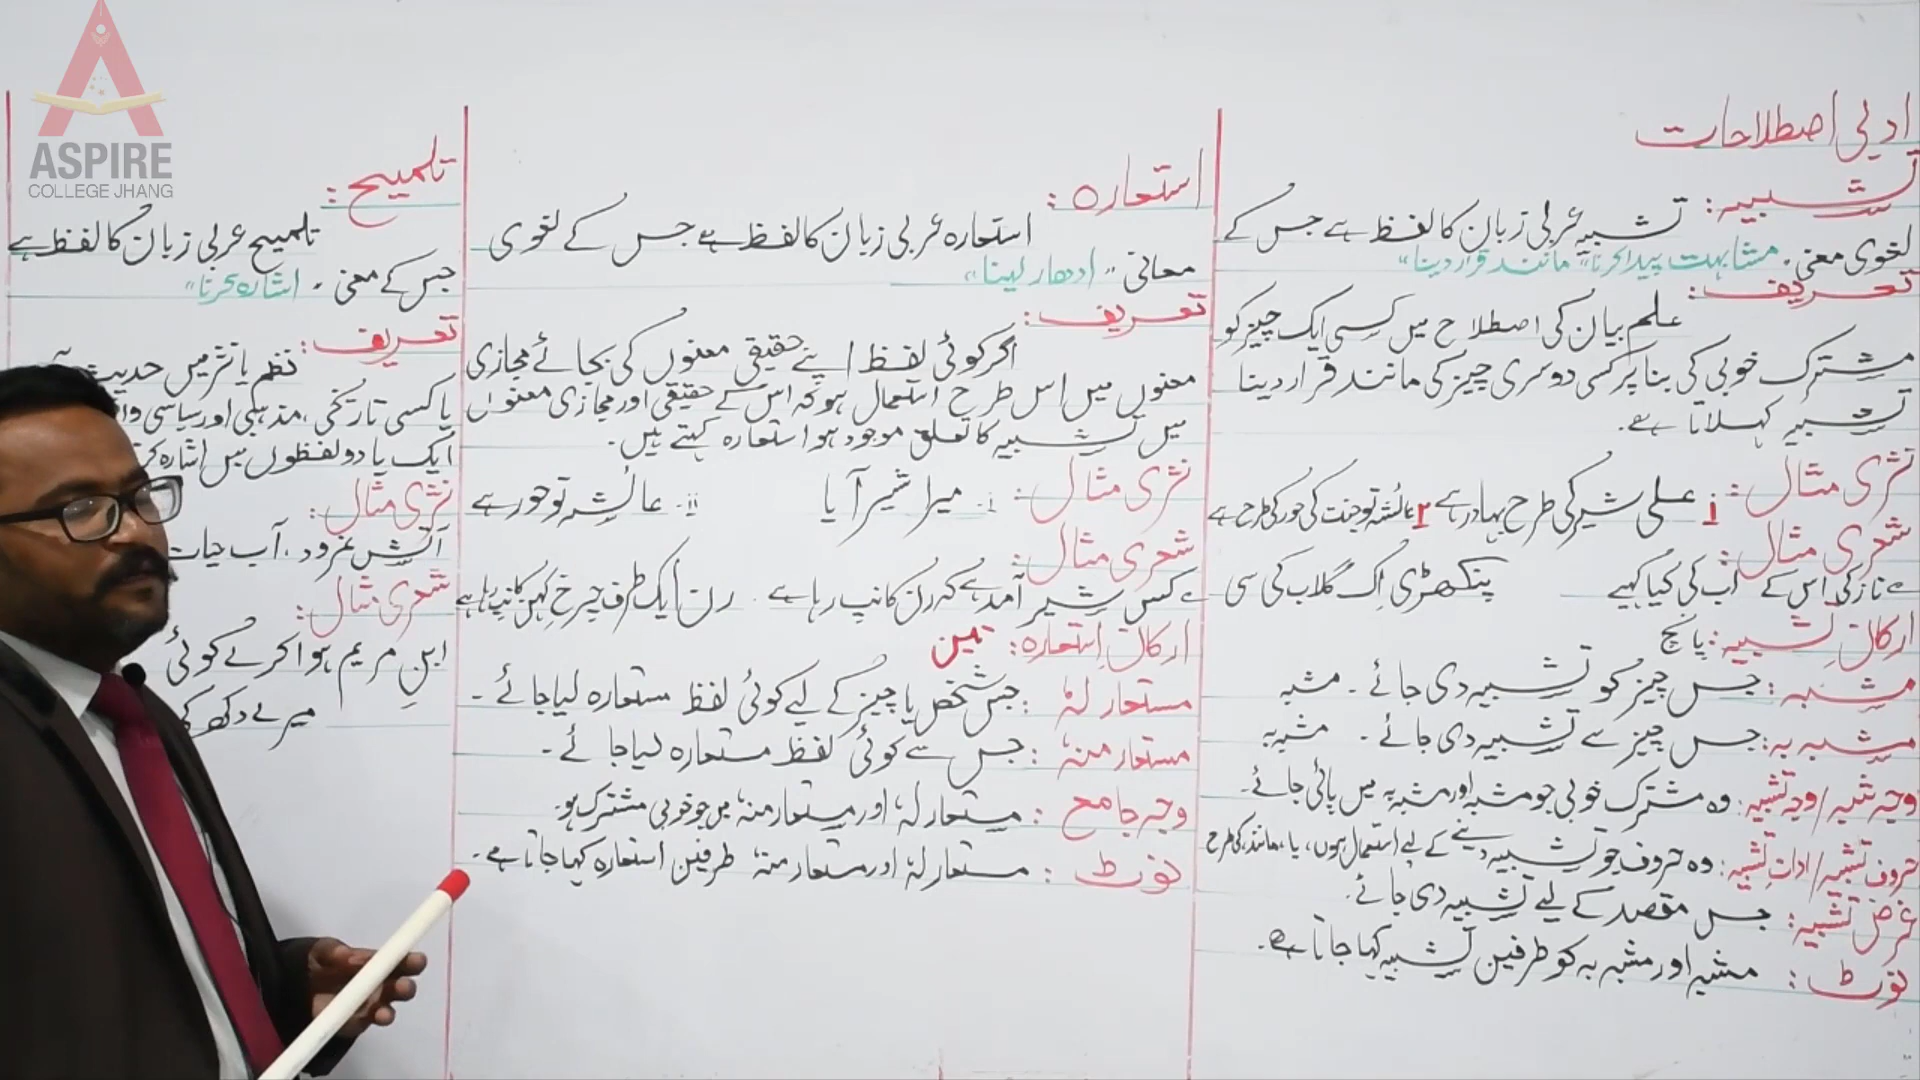 ASPIRE
COLLEGE JHANG
ادبی اصطلاحات
تشبیہ:
تشبیہ عربی زبان کا لفظ ہے جس کے
لغوی معنی "مشابہت پیدا کرنا" مانند قرار دینا"
تعریف:
علم بیان کی اصطلاح میں کسی ایک چیز کو
مشترک خوبی کی بنا پر کسی دوسری چیز کی مانند قرار دینا
تشبیہ کہلاتا ہے۔
نثری مثال: i علی شیر کی طرح بہادر ہے ۲ عائشہ تو جنت کی حور کی طرح ہے
شعری مثال:
نازکی اس کے لب کی کیا کہیے پنکھڑی اِک گلاب کی سی ہے
ارکانِ تشبیہ: پانچ
مشبہ: جس چیز کو تشبیہ دی جائے۔ مشبہ
مشبہ بہ: جس چیز سے تشبیہ دی جائے۔ مشبہ بہ
وجہ شبہ/وجہ تشبیہ: وہ مشترک خوبی جو مشبہ اور مشبہ بہ میں پائی جائے۔
حروف تشبیہ/اداتِ تشبیہ: وہ حروف جو تشبیہ دینے کے لیے استعمال ہوں، یا، مانند، کی طرح
غرض تشبیہ: جس مقصد کے لیے تشبیہ دی جائے۔
نوٹ: مشبہ اور مشبہ بہ کو طرفین تشبیہ کہا جاتا ہے۔
استعارہ:
استعارہ عربی زبان کا لفظ ہے جس کے لغوی
معانی "ادھار لینا"
تعریف:
اگر کوئی لفظ اپنے حقیقی معنوں کی بجائے مجازی
معنوں میں اس طرح استعمال ہو کہ اس کے حقیقی اور مجازی معنوں
میں تشبیہ کا تعلق موجود ہو استعارہ کہتے ہیں۔
نثری مثال: i۔ میرا شیر آیا ii۔ عائشہ تو حور ہے
شعری مثال:
کس شیر کی آمد ہے کہ رن کانپ رہا ہے رن ایک طرف چرخِ کہن کانپ رہا ہے
ارکانِ استعارہ: تین
مستعار لہٗ: جس شخص یا چیز کے لیے کوئی لفظ مستعارہ لیا جائے۔
مستعار منہٗ: جس سے کوئی لفظ مستعارہ لیا جائے۔
وجہ جامع: مستعار لہٗ اور مستعار منہٗ میں جو خوبی مشترک ہو۔
نوٹ: مستعار لہٗ اور مستعار منہٗ طرفین استعارہ کہا جاتا ہے۔
تلمیح:
تلمیح عربی زبان کا لفظ ہے
جس کے معنی "اشارہ کرنا"
تعریف:
نظم یا نثر میں حدیث
یا کسی تاریخی، مذہبی اور سیاسی
ایک یا دو لفظوں میں اشارہ
نثری مثال:
آتش نمرود، آب حیات
شعری مثال:
ابنِ مریم ہوا کرے کوئی
میرے دکھ کی